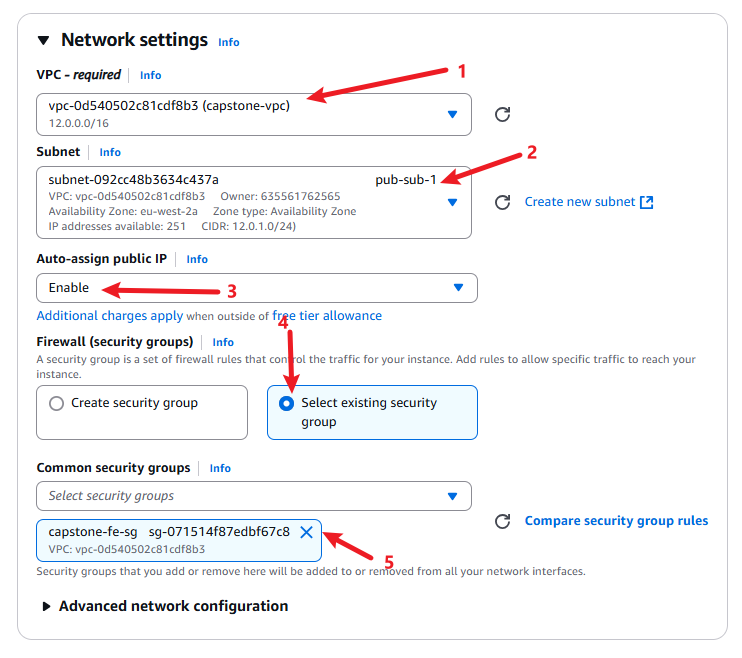 Network settings Info
VPC - required Info
1
vpc-0d540502c81cdf8b3 (capstone-vpc)
12.0.0.0/16
Subnet Info
2
subnet-092cc48b3634c437a pub-sub-1
VPC: vpc-0d540502c81cdf8b3 Owner: 635561762565
Availability Zone: eu-west-2a Zone type: Availability Zone
IP addresses available: 251 CIDR: 12.0.1.0/24)
Create new subnet
Auto-assign public IP Info
Enable
3
Additional charges apply when outside of free tier allowance
4
Firewall (security groups) Info
A security group is a set of firewall rules that control the traffic for your instance. Add rules to allow specific traffic to reach your
instance.
Create security group
Select existing security
group
Common security groups Info
Select security groups
Compare security group rules
capstone-fe-sg sg-071514f87edbf67c8
VPC: vpc-0d540502c81cdf8b3
5
Security groups that you add or remove here will be added to or removed from all your network interfaces.
Advanced network configuration